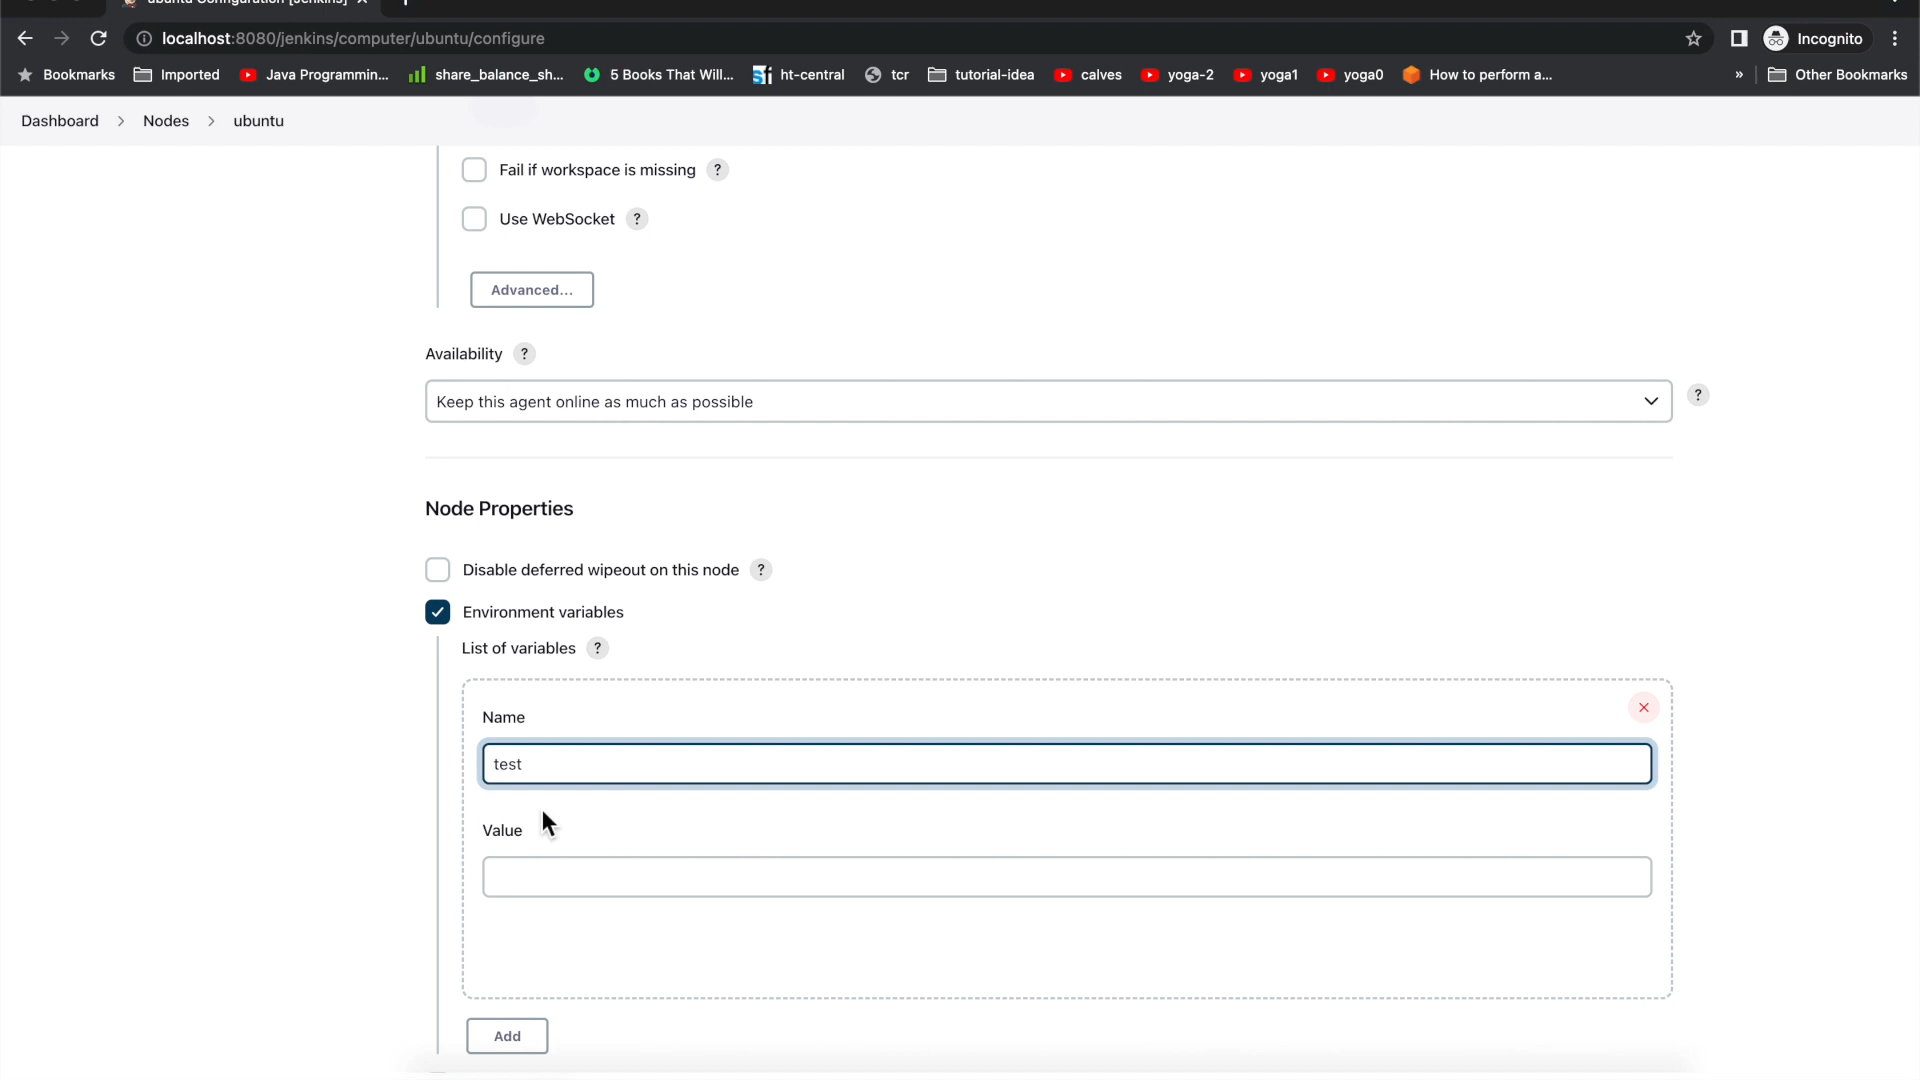 ubuntu Configuration [Jenkins]
localhost:8080/jenkins/computer/ubuntu/configure
Incognito
Bookmarks
Imported
Java Programmin...
share_balance_sh...
5 Books That Will...
ht-central
tcr
tutorial-idea
calves
yoga-2
yoga1
yoga0
How to perform a...
»
Other Bookmarks
Dashboard > Nodes > ubuntu
Fail if workspace is missing ?
Use WebSocket ?
Advanced...
Availability ?
Keep this agent online as much as possible
?
Node Properties
Disable deferred wipeout on this node ?
Environment variables
List of variables ?
Name
test
Value
Add